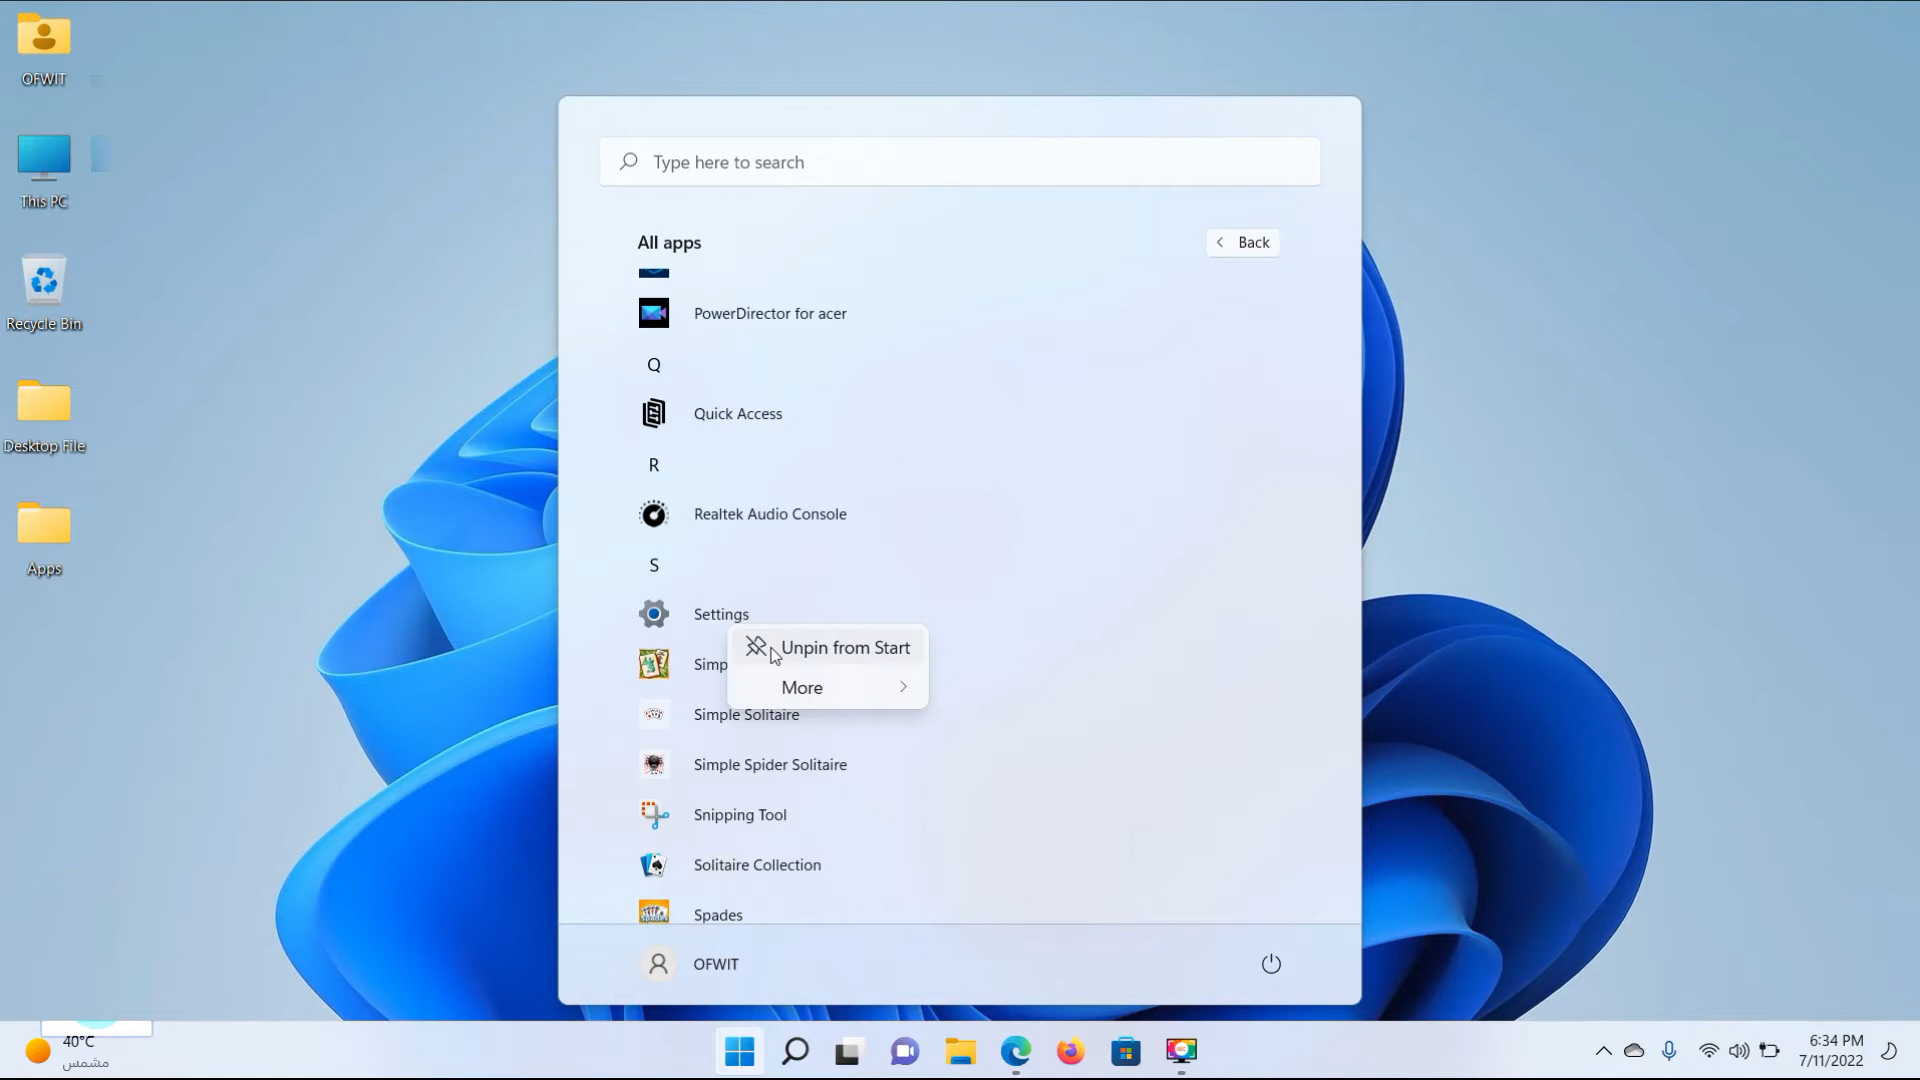 OFWIT
This PC
Recycle Bin
Desktop File
Apps
Type here to search
All apps
Back
PowerDirector for acer
Q
Quick Access
R
Realtek Audio Console
S
Settings
Unpin from Start
Simp
More
Simple Solitaire
Simple Spider Solitaire
Snipping Tool
Solitaire Collection
Spades
OFWIT
40°C
مشمس
6:34 PM
7/11/2022